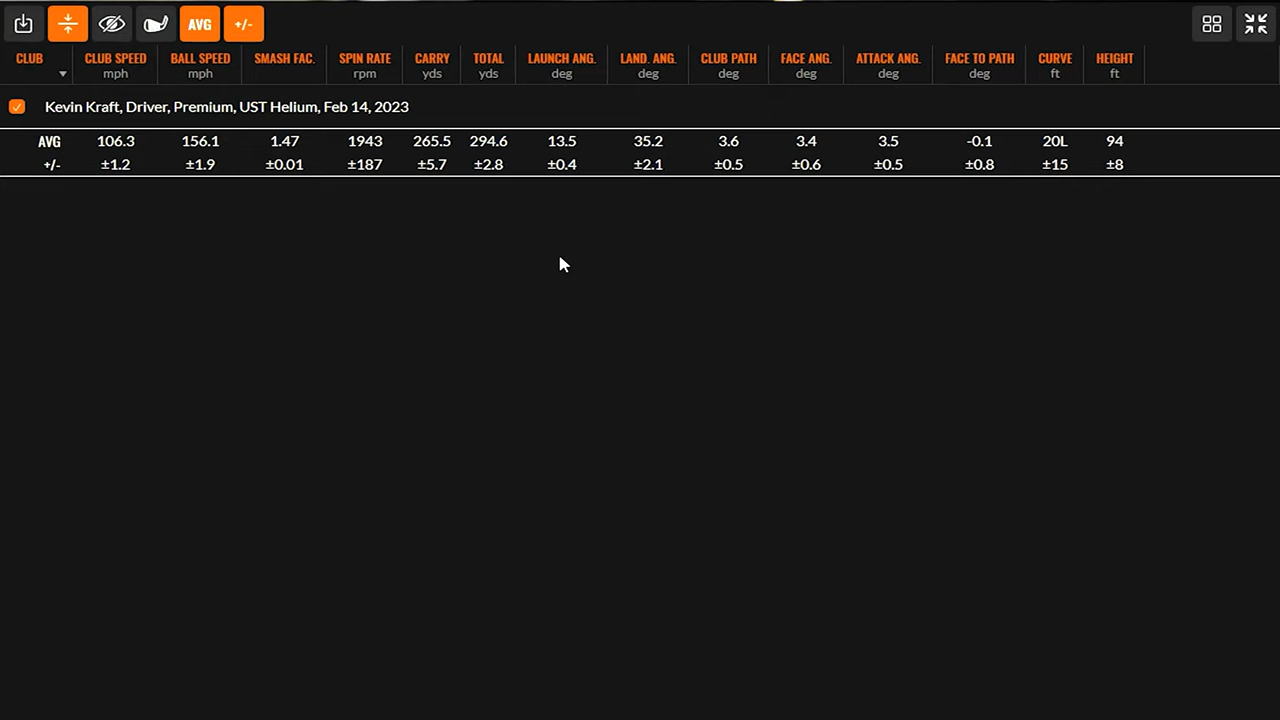 AVG +/-
CLUB CLUB SPEED BALL SPEED SMASH FAC. SPIN RATE CARRY TOTAL LAUNCH ANG. LAND. ANG. CLUB PATH FACE ANG. ATTACK ANG. FACE TO PATH CURVE HEIGHT
mph mph rpm yds yds deg deg deg deg deg deg ft ft
Kevin Kraft, Driver, Premium, UST Helium, Feb 14, 2023
AVG 106.3 156.1 1.47 1943 265.5 294.6 13.5 35.2 3.6 3.4 3.5 -0.1 20L 94
+/- ±1.2 ±1.9 ±0.01 ±187 ±5.7 ±2.8 ±0.4 ±2.1 ±0.5 ±0.6 ±0.5 ±0.8 ±15 ±8